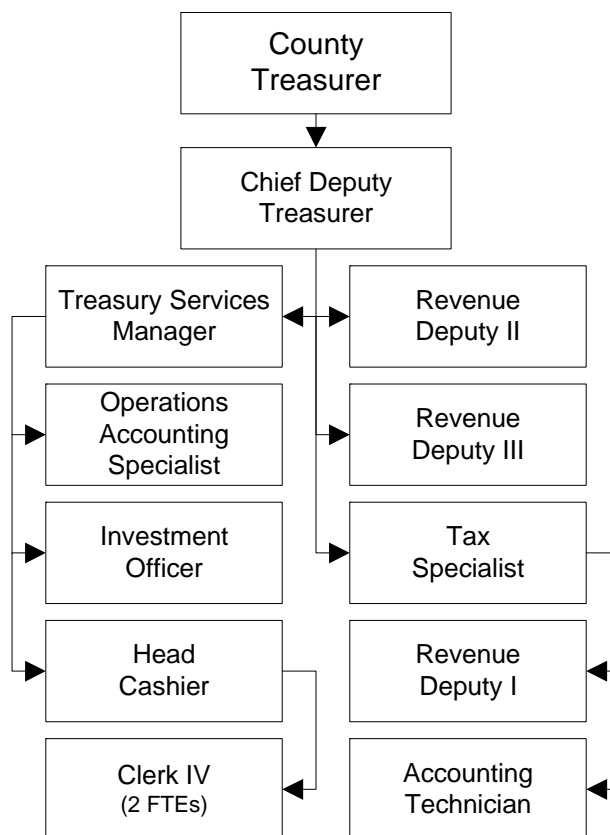 County
Treasurer
Chief Deputy
Treasurer
Treasury Services
Manager
Revenue
Deputy II
Operations
Accounting
Specialist
Revenue
Deputy III
Investment
Officer
Tax
Specialist
Head
Cashier
Revenue
Deputy I
Clerk IV
(2 FTEs)
Accounting
Technician